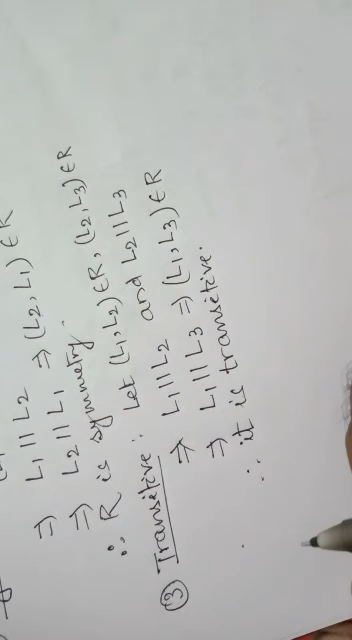 ⇒ L1 || L2
⇒ L2 || L1 ⇒ (L2, L1) ∈ R
∴ R is symmetry.
③ Transitive : Let (L1, L2) ∈ R, (L2, L3) ∈ R
⇒ L1 || L2 and L2 || L3
⇒ L1 || L3 ⇒ (L1, L3) ∈ R
∴ it is transitive.